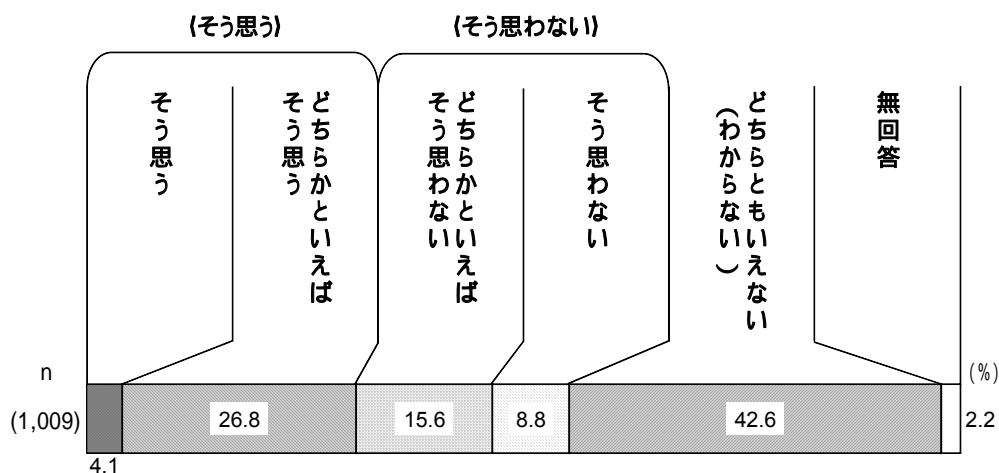 (そう思う)
(そう思わない)
そう思う
どちらかといえば
そう思う
どちらかといえば
そう思わない
そう思わない
どちらともいえない
(わからない)
無回答
n
(%)
(1,009)
26.8
15.6
8.8
42.6
2.2
4.1